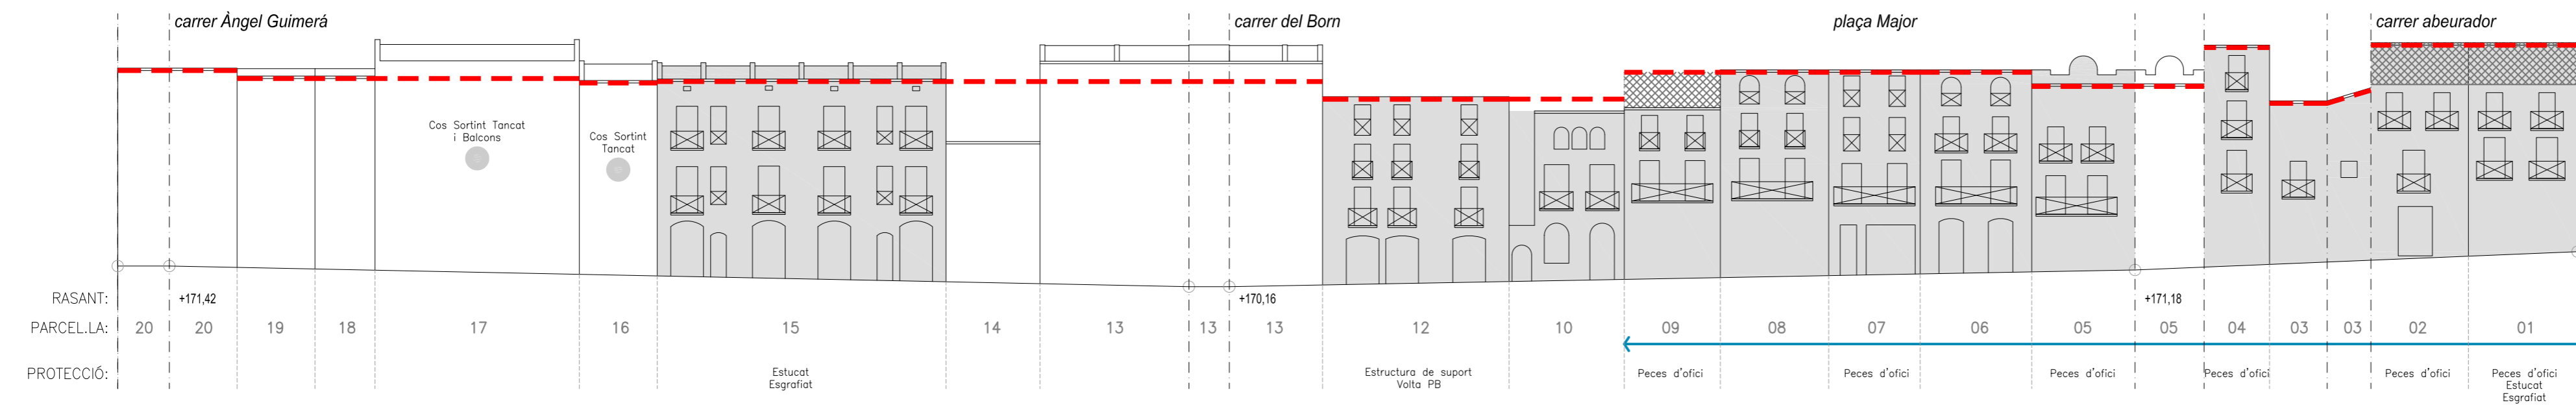 carrer Àngel Guimerá
carrer del Born
plaça Major
carrer abeurador
Cos Sortint Tancat
i Balcons
Cos Sortint
Tancat
RASANT: +171,42 +170,16 +171,18
PARCEL.LA: 20 20 19 18 17 16 15 14 13 13 13 12 10 09 08 07 06 05 05 04 03 03 02 01
PROTECCIÓ: Estucat Estructura de suport Peces d'ofici Peces d'ofici Peces d'ofici Peces d'ofici Peces d'ofici Peces d'ofici
Esgrafiat Volta PB Estucat
Esgrafiat